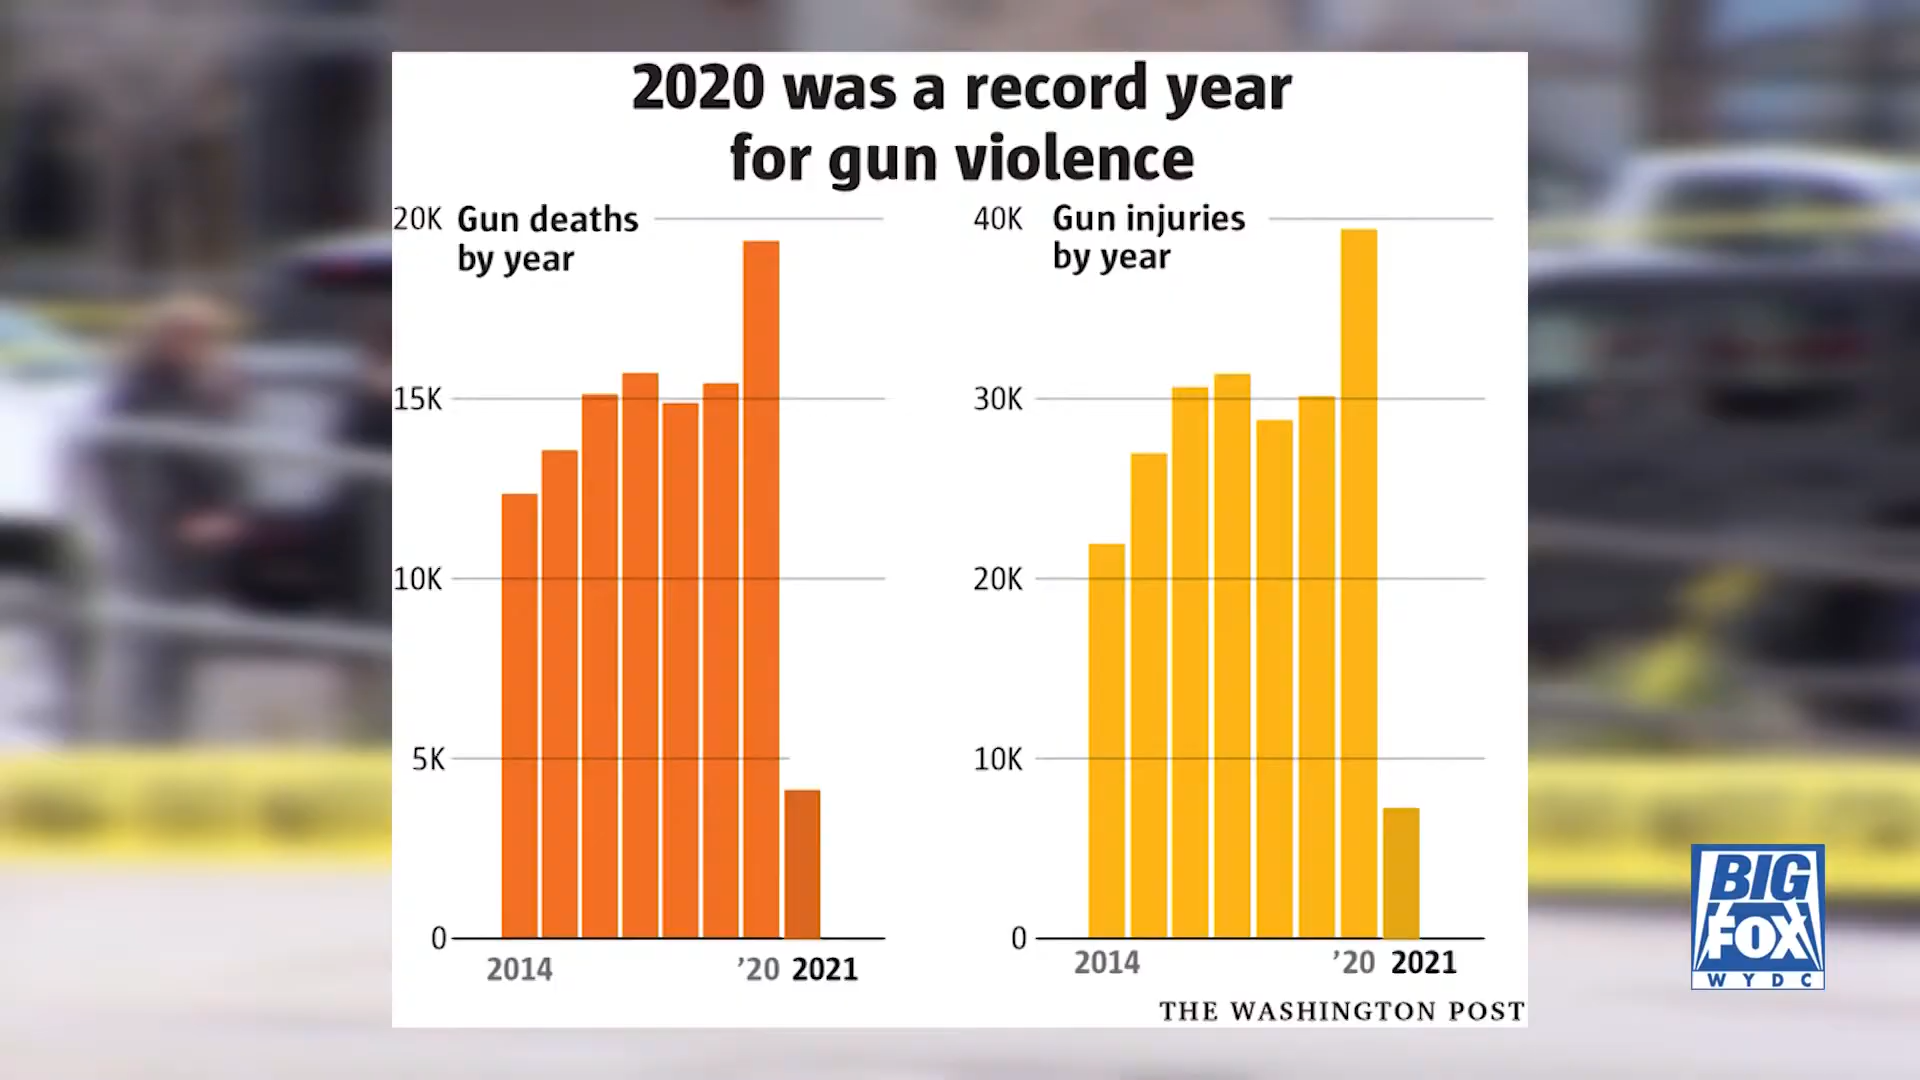 2020 was a record year
for gun violence
Gun deaths
by year
20K
15K
10K
5K
0
2014
’20
2021
Gun injuries
by year
40K
30K
20K
10K
0
2014
’20
2021
THE WASHINGTON POST
BIG
FOX
WYDC